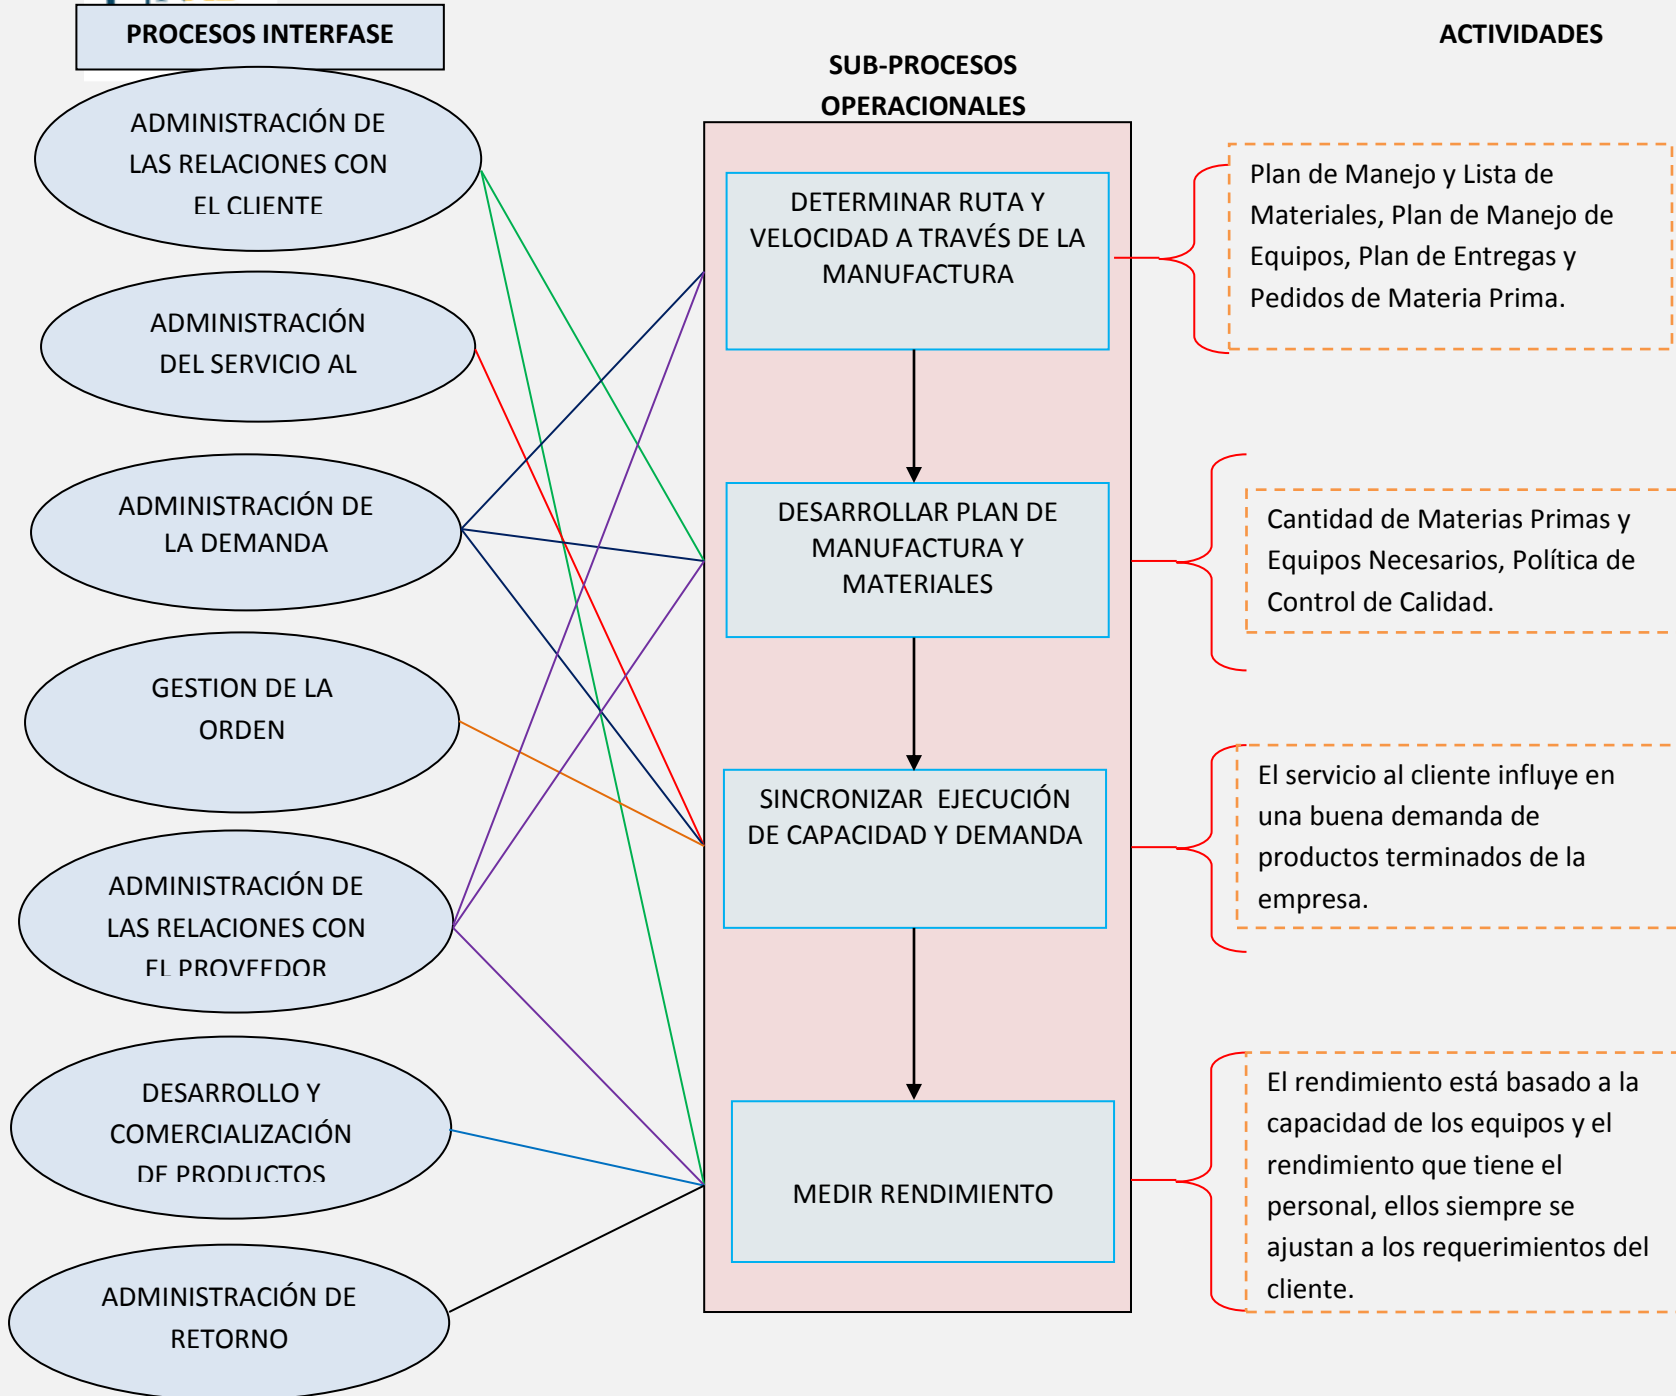 PROCESOS INTERFASE
ADMINISTRACIÓN DE
LAS RELACIONES CON
EL CLIENTE
ADMINISTRACIÓN
DEL SERVICIO AL
ADMINISTRACIÓN DE
LA DEMANDA
GESTION DE LA
ORDEN
ADMINISTRACIÓN DE
LAS RELACIONES CON
EL PROVEEDOR
DESARROLLO Y
COMERCIALIZACIÓN
DE PRODUCTOS
ADMINISTRACIÓN DE
RETORNO
SUB-PROCESOS
OPERACIONALES
DETERMINAR RUTA Y
VELOCIDAD A TRAVÉS DE LA
MANUFACTURA
DESARROLLAR PLAN DE
MANUFACTURA Y
MATERIALES
SINCRONIZAR EJECUCIÓN
DE CAPACIDAD Y DEMANDA
MEDIR RENDIMIENTO
ACTIVIDADES
Plan de Manejo y Lista de
Materiales, Plan de Manejo de
Equipos, Plan de Entregas y
Pedidos de Materia Prima.
Cantidad de Materias Primas y
Equipos Necesarios, Política de
Control de Calidad.
El servicio al cliente influye en
una buena demanda de
productos terminados de la
empresa.
El rendimiento está basado a la
capacidad de los equipos y el
rendimiento que tiene el
personal, ellos siempre se
ajustan a los requerimientos del
cliente.